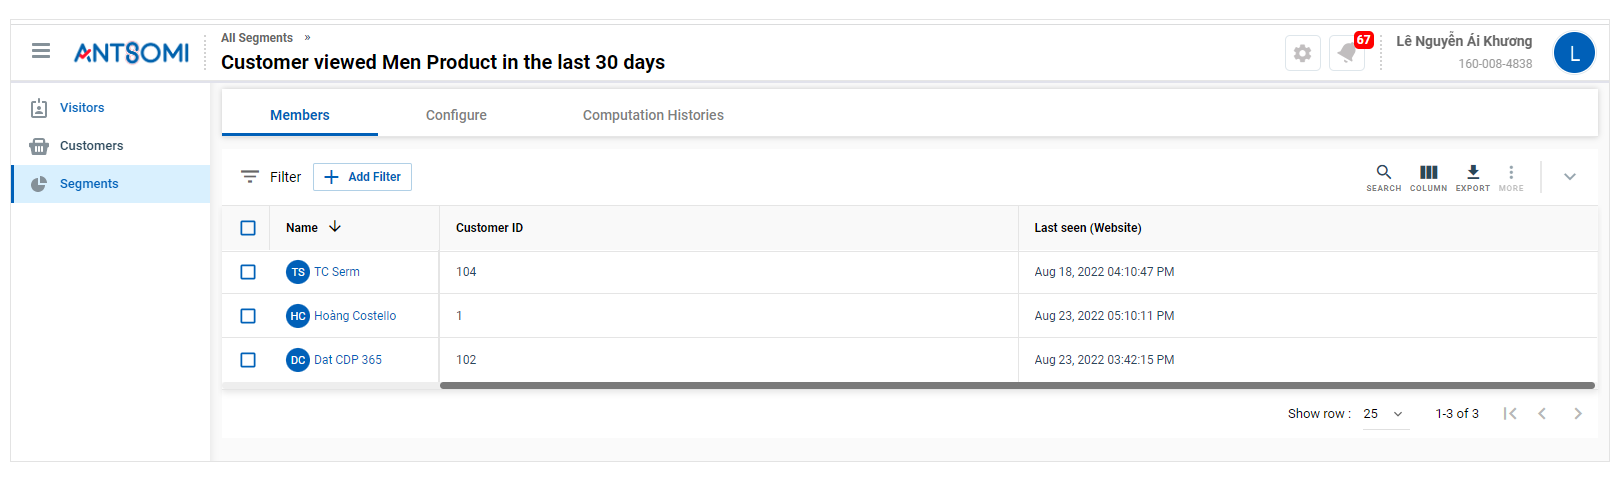 ANTSOMI
All Segments »
Customer viewed Men Product in the last 30 days
67
Lê Nguyễn Ái Khương
160-008-4838
L
Visitors
Customers
Segments
Members Configure Computation Histories
Filter Add Filter
SEARCH COLUMN EXPORT MORE
Name Customer ID Last seen (Website)
TS TC Serm 104 Aug 18, 2022 04:10:47 PM
HC Hoàng Costello 1 Aug 23, 2022 05:10:11 PM
DC Dat CDP 365 102 Aug 23, 2022 03:42:15 PM
Show row : 25 1-3 of 3